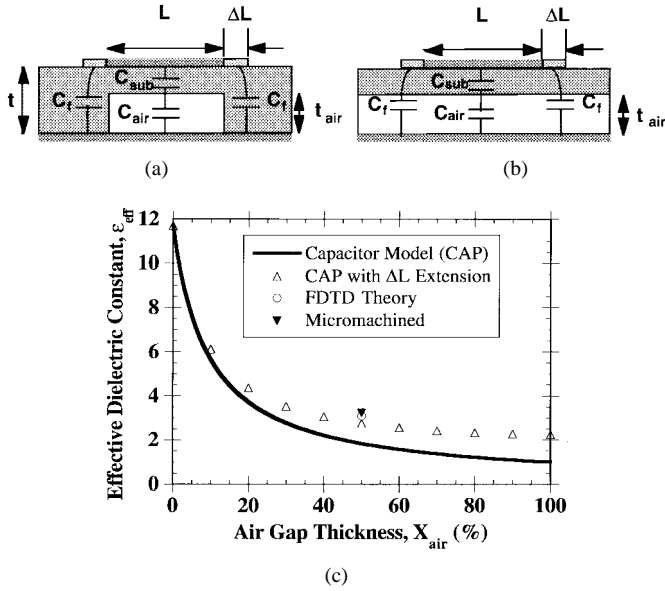 L ΔL
t
C_sub
C_f C_air C_f
t_air
(a)
L ΔL
C_sub
C_f C_air C_f
t_air
(b)
Effective Dielectric Constant, ε_eff
12
10
8
6
4
2
0
Capacitor Model (CAP)
CAP with ΔL Extension
FDTD Theory
Micromachined
0 20 40 60 80 100
Air Gap Thickness, X_air (%)
(c)